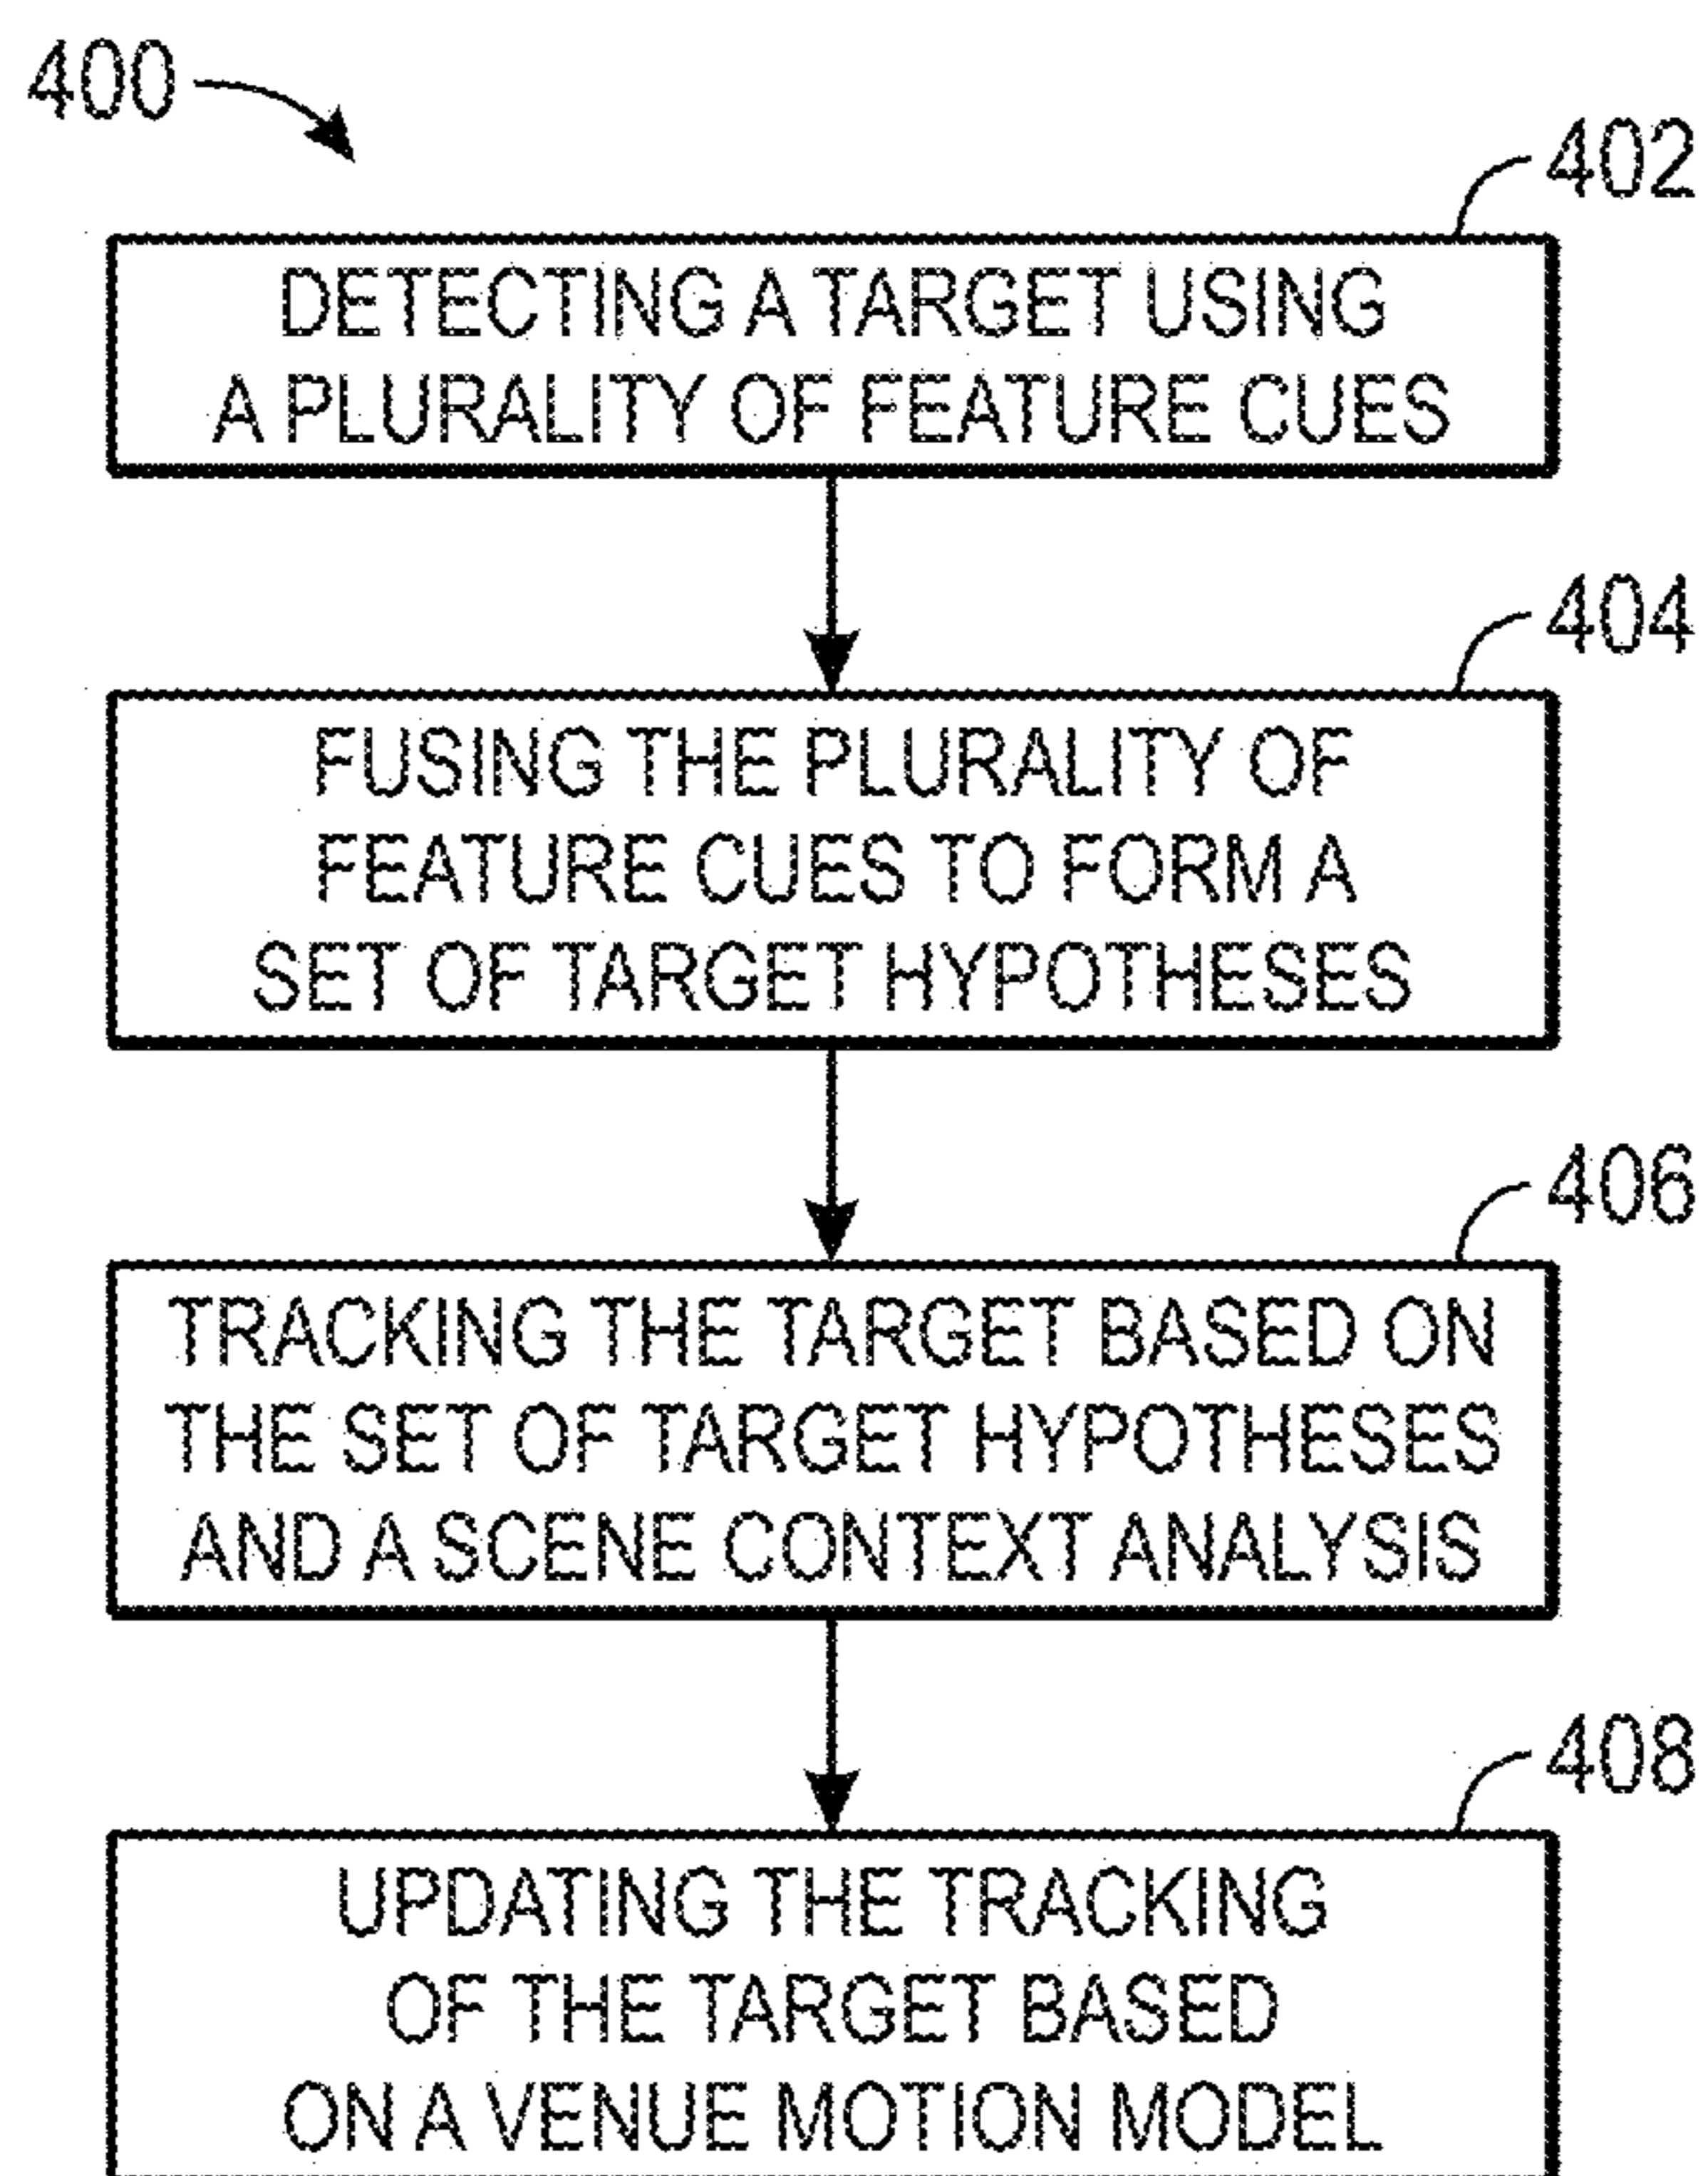 400
402
DETECTING A TARGET USING
A PLURALITY OF FEATURE CUES
404
FUSING THE PLURALITY OF
FEATURE CUES TO FORM A
SET OF TARGET HYPOTHESES
406
TRACKING THE TARGET BASED ON
THE SET OF TARGET HYPOTHESES
AND A SCENE CONTEXT ANALYSIS
408
UPDATING THE TRACKING
OF THE TARGET BASED
ON A VENUE MOTION MODEL